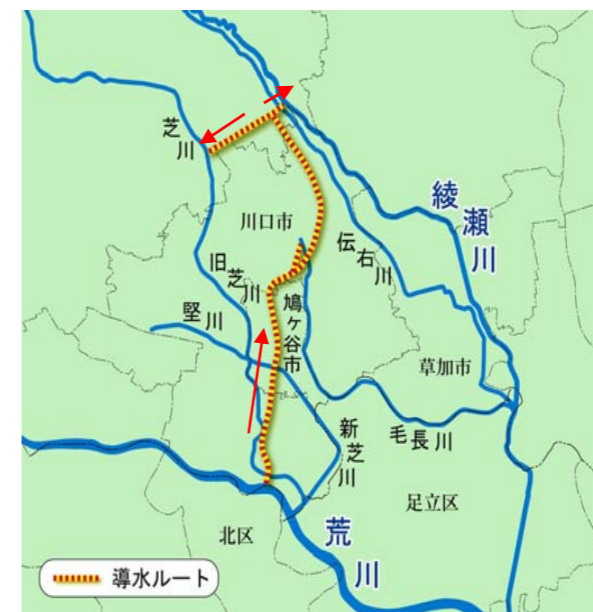 芝川
綾瀬川
川口市
伝右川
旧芝川
堅川
鳩ヶ谷市
草加市
新芝川
毛長川
足立区
北区
荒川
導水ルート